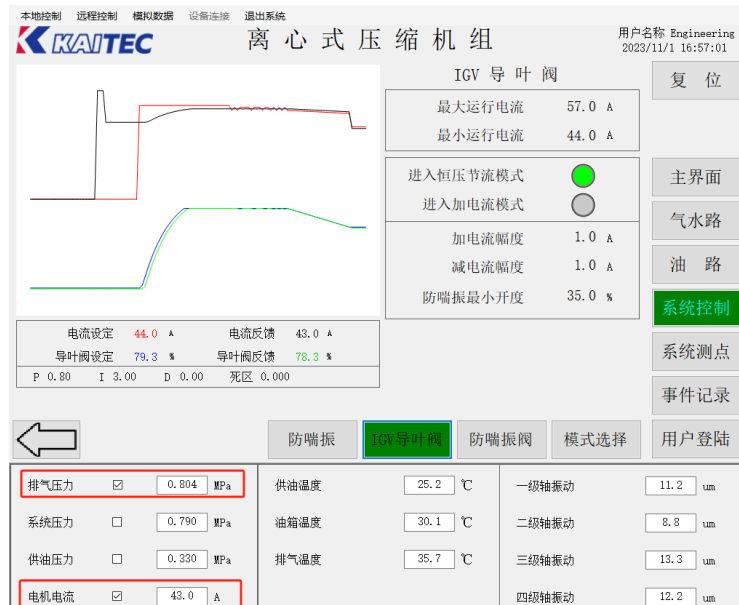 本地控制 远程控制 模拟数据 设备连接 退出系统
KAITEC
离心式压缩机组
用户名称 Engineering
2023/11/1 16:57:01
IGV 导叶阀
复 位
最大运行电流 57.0 A
最小运行电流 44.0 A
进入恒压节流模式
主界面
进入加电流模式
气水路
加电流幅度 1.0 A
减电流幅度 1.0 A
油 路
防喘振最小开度 35.0 %
系统控制
电流设定 44.0 A 电流反馈 43.0 A
导叶阀设定 79.3 % 导叶阀反馈 78.3 %
系统测点
P 0.80 I 3.00 D 0.00 死区 0.000
事件记录
防喘振 IGV导叶阀 防喘振阀 模式选择 用户登陆
排气压力 0.804 MPa 供油温度 25.2 ℃ 一级轴振动 11.2 um
系统压力 0.790 MPa 油箱温度 30.1 ℃ 二级轴振动 8.8 um
供油压力 0.330 MPa 排气温度 35.7 ℃ 三级轴振动 13.3 um
电机电流 43.0 A 四级轴振动 12.2 um